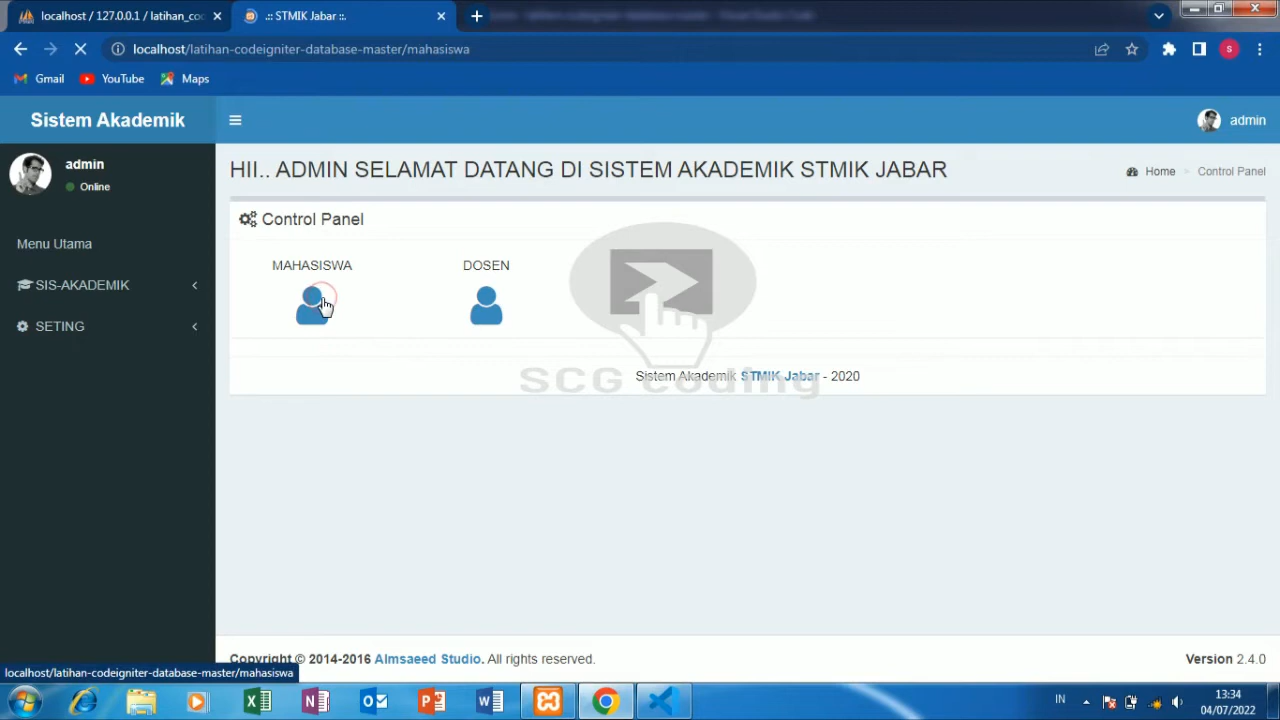 localhost / 127.0.0.1 / latihan_co
.:: STMIK Jabar ::.
localhost/latihan-codeigniter-database-master/mahasiswa
S
Gmail
YouTube
Maps
Sistem Akademik
admin
admin
Online
HII.. ADMIN SELAMAT DATANG DI SISTEM AKADEMIK STMIK JABAR
Home > Control Panel
Control Panel
Menu Utama
MAHASISWA
DOSEN
SIS-AKADEMIK
SETING
SCG coding
Sistem Akademik STMIK Jabar - 2020
Copyright © 2014-2016 Almsaeed Studio. All rights reserved.
Version 2.4.0
localhost/latihan-codeigniter-database-master/mahasiswa
IN
13:34
04/07/2022